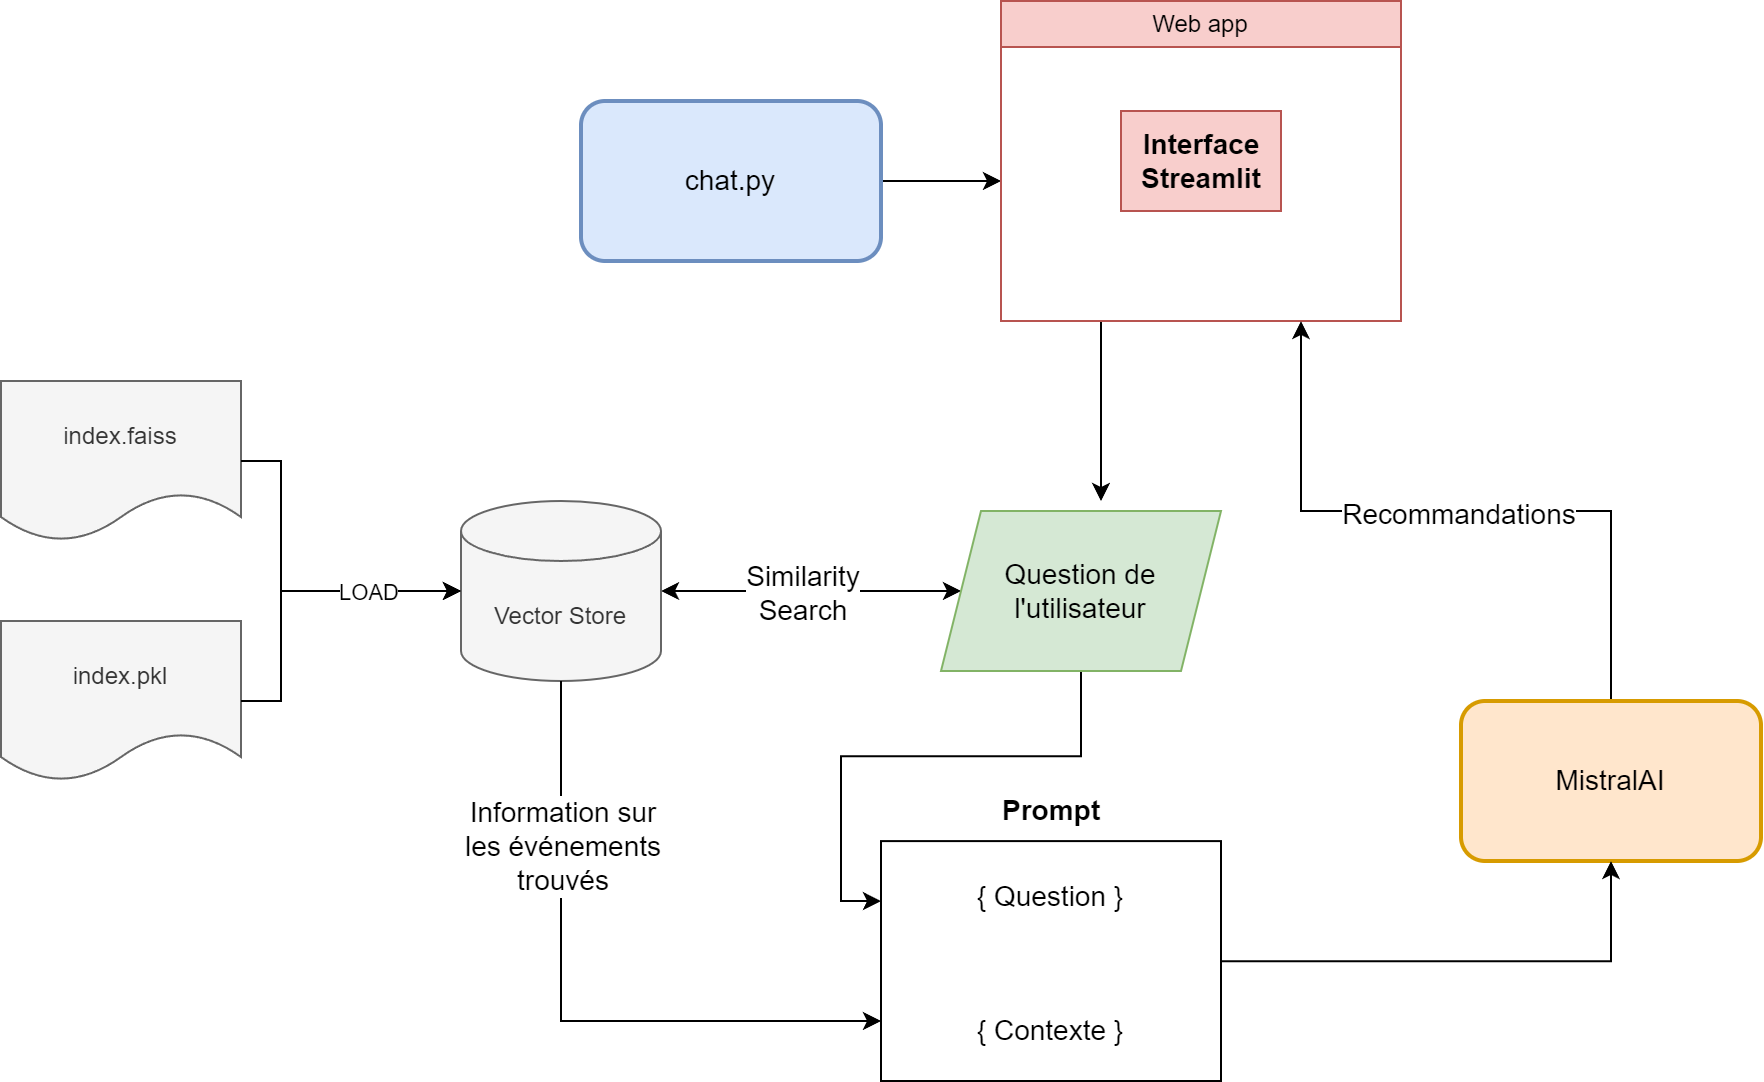 Web app
Interface
Streamlit
chat.py
index.faiss
index.pkl
LOAD
Vector Store
Similarity
Search
Question de
l'utilisateur
Recommandations
MistralAI
Information sur
les événements
trouvés
Prompt
{ Question }
{ Contexte }